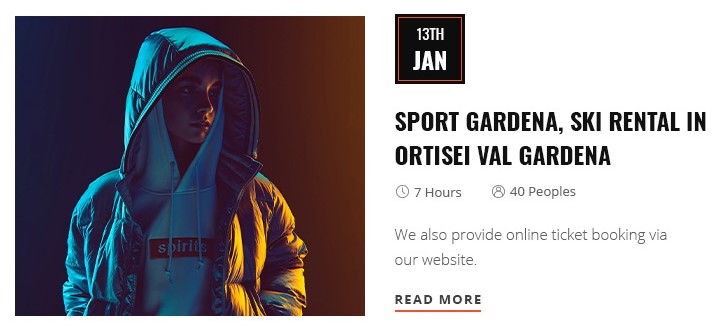 13TH
JAN
SPORT GARDENA, SKI RENTAL IN
ORTISEI VAL GARDENA
7 Hours 40 Peoples
spirits
We also provide online ticket booking via
our website.
READ MORE